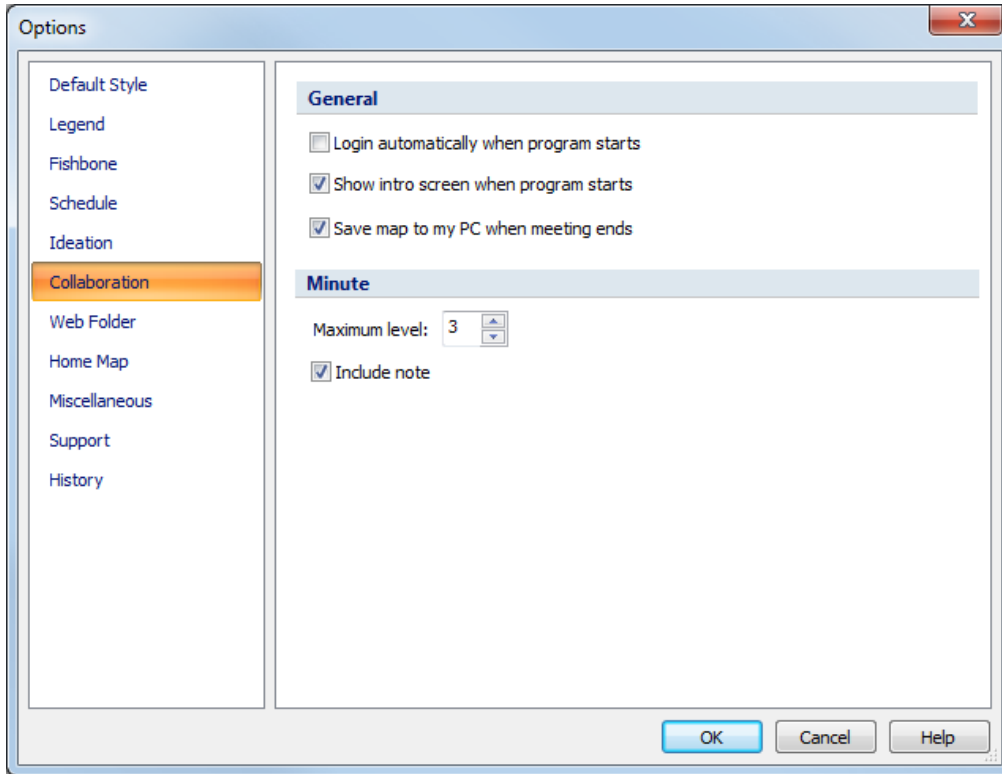 Options
Default Style
Legend
Fishbone
Schedule
Ideation
Collaboration
Web Folder
Home Map
Miscellaneous
Support
History
General
Login automatically when program starts
Show intro screen when program starts
Save map to my PC when meeting ends
Minute
Maximum level: 3
Include note
OK Cancel Help